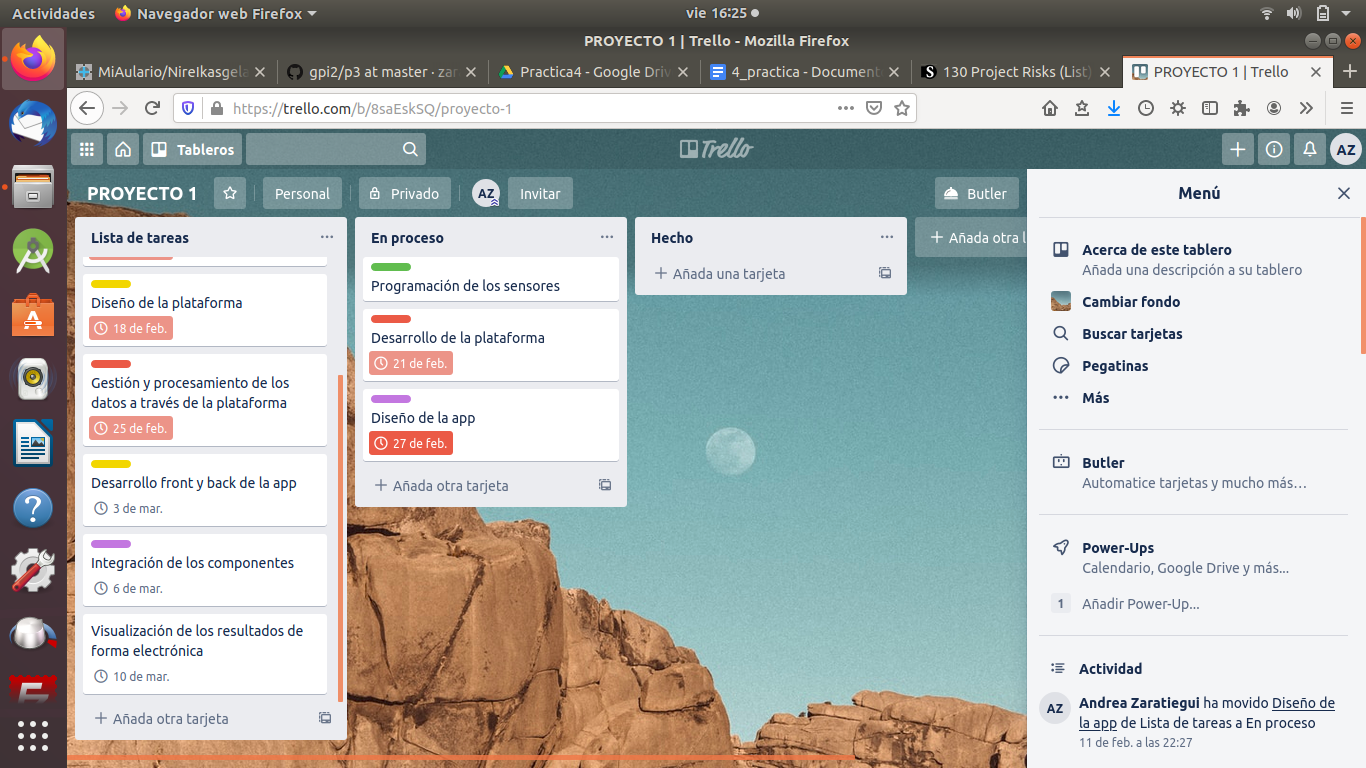 Actividades
Navegador web Firefox
vie 16:25
PROYECTO 1 | Trello - Mozilla Firefox
MiAulario/NireIkasgela
gpi2/p3 at master · zar
Practica4 - Google Driv
4_practica - Document
130 Project Risks (List)
PROYECTO 1 | Trello
https://trello.com/b/8saEskSQ/proyecto-1
Tableros
Trello
AZ
PROYECTO 1
Personal
Privado
AZ
Invitar
Butler
Lista de tareas
Diseño de la plataforma
18 de feb.
Gestión y procesamiento de los
datos a través de la plataforma
25 de feb.
Desarrollo front y back de la app
3 de mar.
Integración de los componentes
6 de mar.
Visualización de los resultados de
forma electrónica
10 de mar.
+ Añada otra tarjeta
En proceso
Programación de los sensores
Desarrollo de la plataforma
21 de feb.
Diseño de la app
27 de feb.
+ Añada otra tarjeta
Hecho
+ Añada una tarjeta
+ Añada otra l
Menú
Acerca de este tablero
Añada una descripción a su tablero
Cambiar fondo
Buscar tarjetas
Pegatinas
Más
Butler
Automatice tarjetas y mucho más…
Power-Ups
Calendario, Google Drive y más...
1 Añadir Power-Up...
Actividad
AZ
Andrea Zaratiegui ha movido Diseño de
la app de Lista de tareas a En proceso
11 de feb. a las 22:27